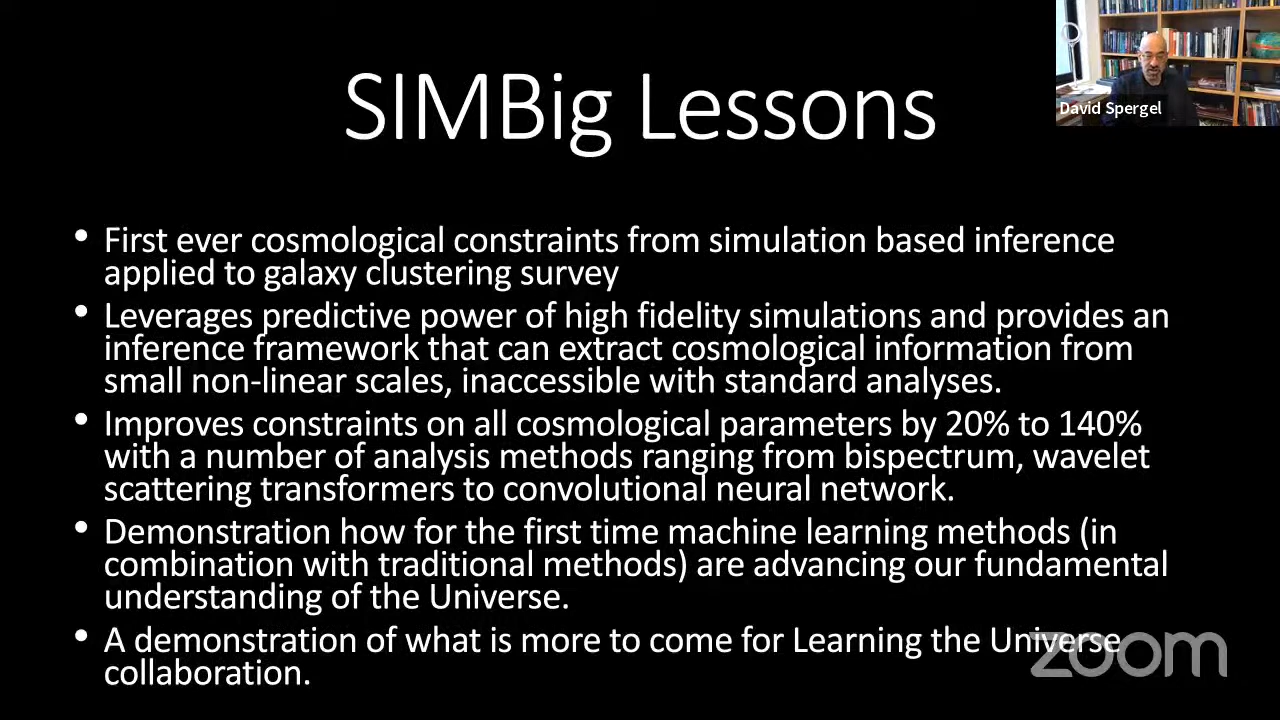 SIMBig Lessons
David Spergel
• First ever cosmological constraints from simulation based inference
applied to galaxy clustering survey
• Leverages predictive power of high fidelity simulations and provides an
inference framework that can extract cosmological information from
small non-linear scales, inaccessible with standard analyses.
• Improves constraints on all cosmological parameters by 20% to 140%
with a number of analysis methods ranging from bispectrum, wavelet
scattering transformers to convolutional neural network.
• Demonstration how for the first time machine learning methods (in
combination with traditional methods) are advancing our fundamental
understanding of the Universe.
• A demonstration of what is more to come for Learning the Universe
collaboration.
zoom